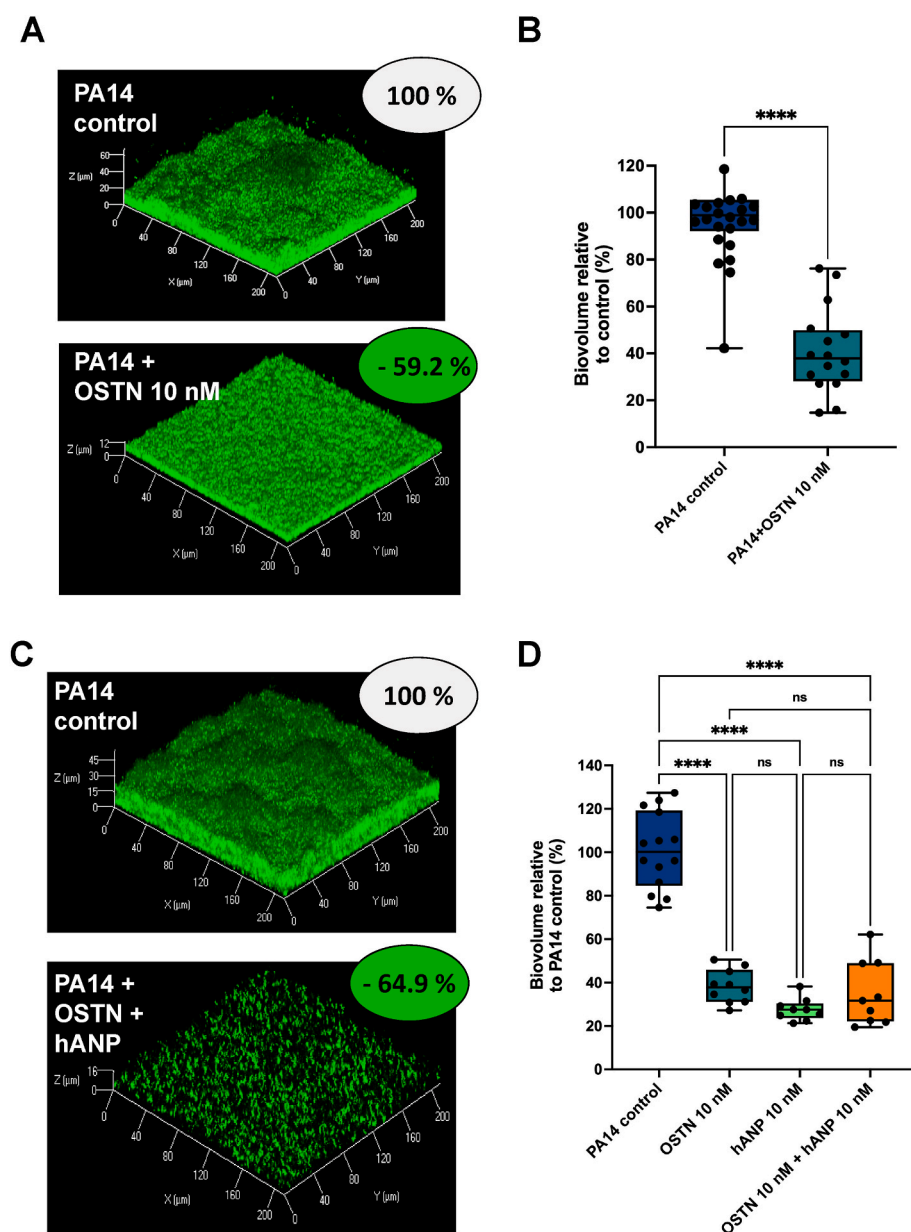 A
PA14
control
100 %
Z (µm)
60
40
20
0
0
40
80
120
160
200
X (µm)
0
40
80
120
160
200
Y (µm)
PA14 +
OSTN 10 nM
- 59.2 %
Z (µm)
12
0
0
40
80
120
160
200
X (µm)
0
40
80
120
160
200
Y (µm)
B
****
Biovolume relative
to control (%)
120
100
80
60
40
20
0
PA14 control
PA14+OSTN 10 nM
C
PA14
control
100 %
Z (µm)
45
30
15
0
0
40
80
120
160
200
X (µm)
0
40
80
120
160
200
Y (µm)
PA14 +
OSTN +
hANP
- 64.9 %
Z (µm)
16
0
0
40
80
120
160
200
X (µm)
0
40
80
120
160
200
Y (µm)
D
****
ns
****
****
ns
ns
Biovolume relative
to PA14 control (%)
140
120
100
80
60
40
20
0
PA14 control
OSTN 10 nM
hANP 10 nM
OSTN 10 nM + hANP 10 nM